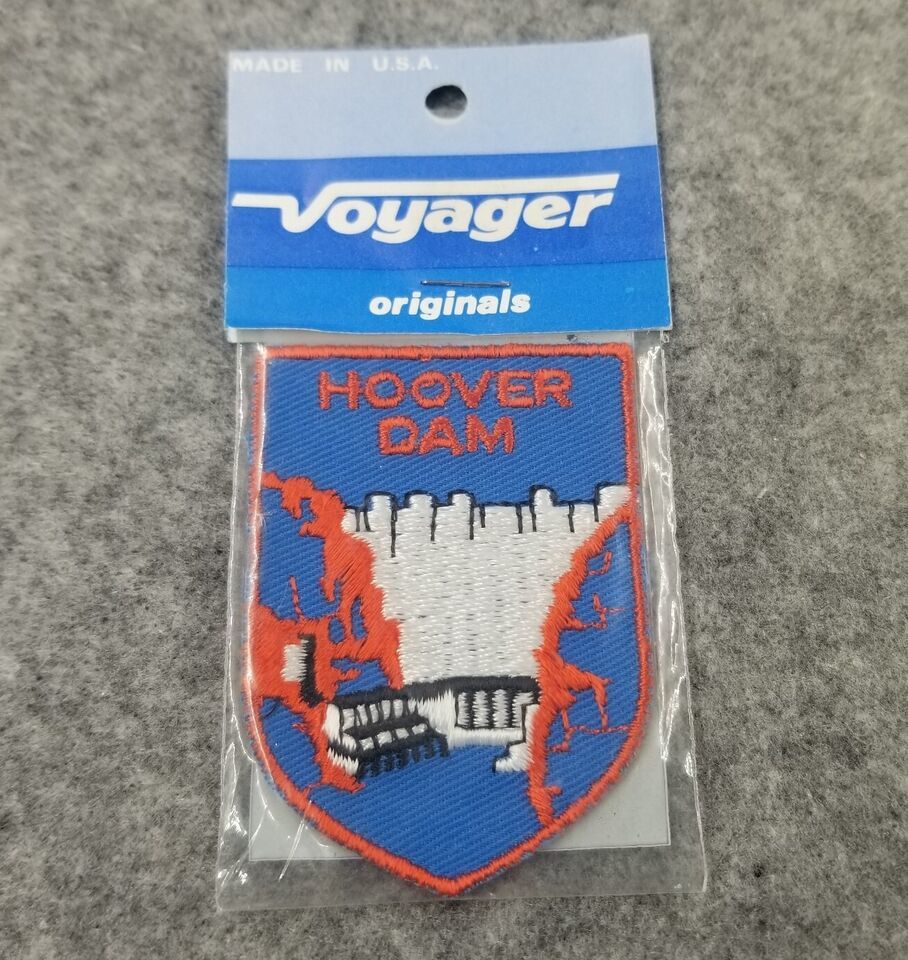 MADE IN U.S.A.
Voyager
originals
HOOVER
DAM